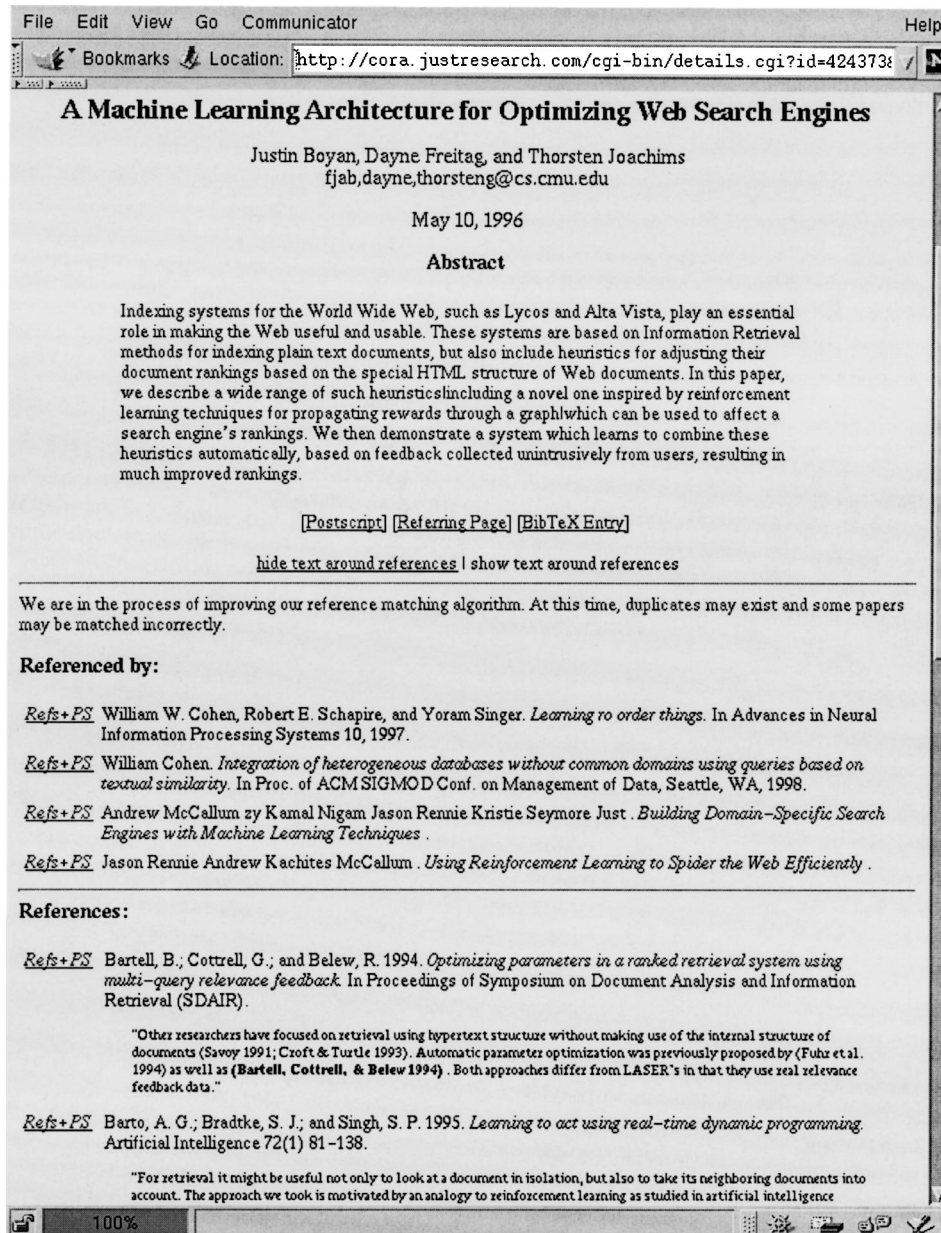 File Edit View Go Communicator Help
Bookmarks Location: http://cora.justresearch.com/cgi-bin/details.cgi?id=424373
A Machine Learning Architecture for Optimizing Web Search Engines
Justin Boyan, Dayne Freitag, and Thorsten Joachims
fjab,dayne,thorsteng@cs.cmu.edu
May 10, 1996
Abstract
Indexing systems for the World Wide Web, such as Lycos and Alta Vista, play an essential
role in making the Web useful and usable. These systems are based on Information Retrieval
methods for indexing plain text documents, but also include heuristics for adjusting their
document rankings based on the special HTML structure of Web documents. In this paper,
we describe a wide range of such heuristics|including a novel one inspired by reinforcement
learning techniques for propagating rewards through a graph|which can be used to affect a
search engine's rankings. We then demonstrate a system which learns to combine these
heuristics automatically, based on feedback collected unintrusively from users, resulting in
much improved rankings.
[Postscript] [Referring Page] [BibTeX Entry]
hide text around references | show text around references
We are in the process of improving our reference matching algorithm. At this time, duplicates may exist and some papers
may be matched incorrectly.
Referenced by:
Refs+PS William W. Cohen, Robert E. Schapire, and Yoram Singer. Learning ro order things. In Advances in Neural
Information Processing Systems 10, 1997.
Refs+PS William Cohen. Integration of heterogeneous databases without common domains using queries based on
textual similarity. In Proc. of ACM SIGMOD Conf. on Management of Data, Seattle, WA, 1998.
Refs+PS Andrew McCallum zy Kamal Nigam Jason Rennie Kristie Seymore Just . Building Domain-Specific Search
Engines with Machine Learning Techniques .
Refs+PS Jason Rennie Andrew Kachites McCallum . Using Reinforcement Learning to Spider the Web Efficiently .
References:
Refs+PS Bartell, B.; Cottrell, G.; and Belew, R. 1994. Optimizing parameters in a ranked retrieval system using
multi-query relevance feedback. In Proceedings of Symposium on Document Analysis and Information
Retrieval (SDAIR).
"Other researchers have focused on retrieval using hypertext structure without making use of the internal structure of
documents (Savoy 1991; Croft & Turtle 1993). Automatic parameter optimization was previously proposed by (Fuhr et al.
1994) as well as (Bartell, Cottrell, & Belew 1994) . Both approaches differ from LASER's in that they use real relevance
feedback data."
Refs+PS Barto, A. G.; Bradtke, S. J.; and Singh, S. P. 1995. Learning to act using real-time dynamic programming.
Artificial Intelligence 72(1) 81-138.
"For retrieval it might be useful not only to look at a document in isolation, but also to take its neighboring documents into
account. The approach we took is motivated by an analogy to reinforcement learning as studied in artificial intelligence
100%